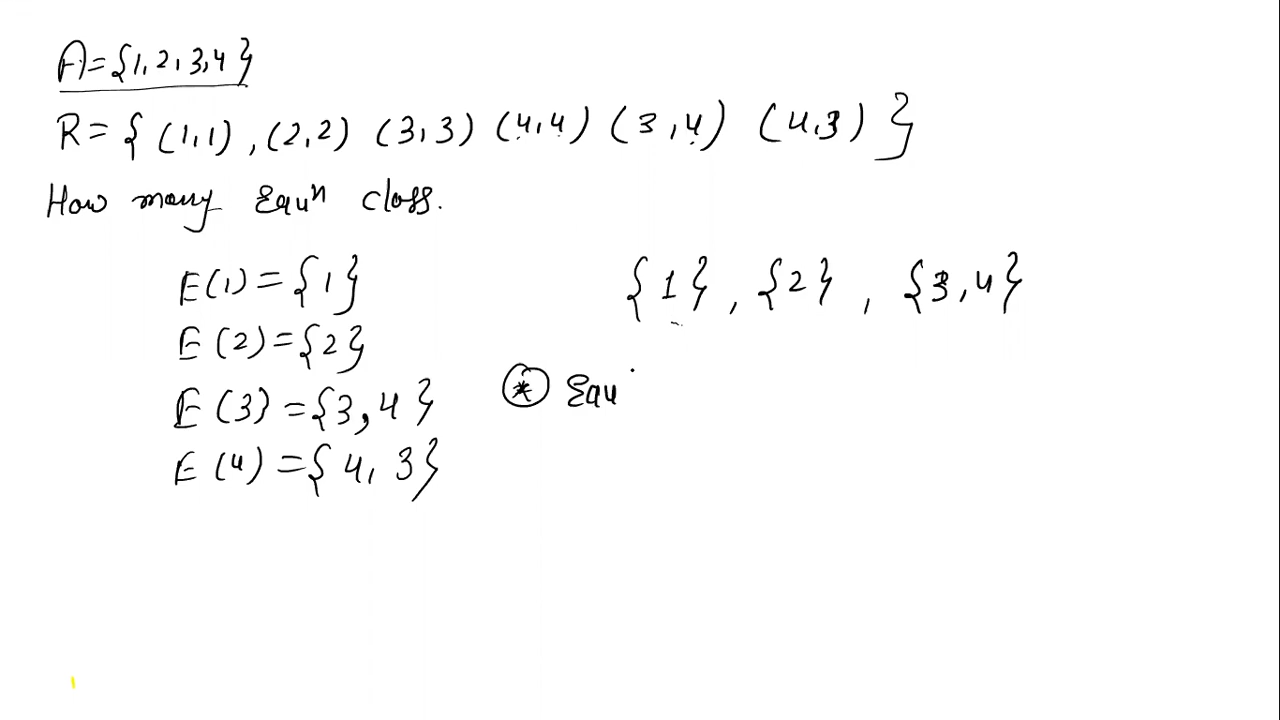 A={1,2,3,4}
R={(1,1),(2,2) (3,3) (4,4) (3,4) (4,3)}
How many Equⁿ class.
E(1)={1}
E(2)={2}
E(3)={3,4}
E(4)={4,3}
{1},{2},{3,4}
* Equ